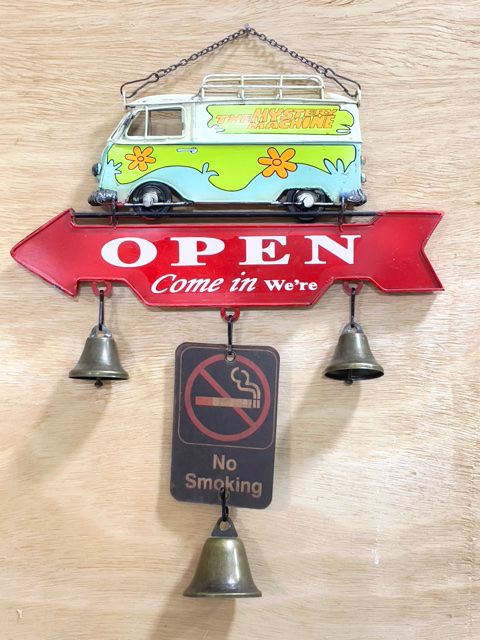 THE MYSTERY
MACHINE
OPEN
Come in We're
No
Smoking